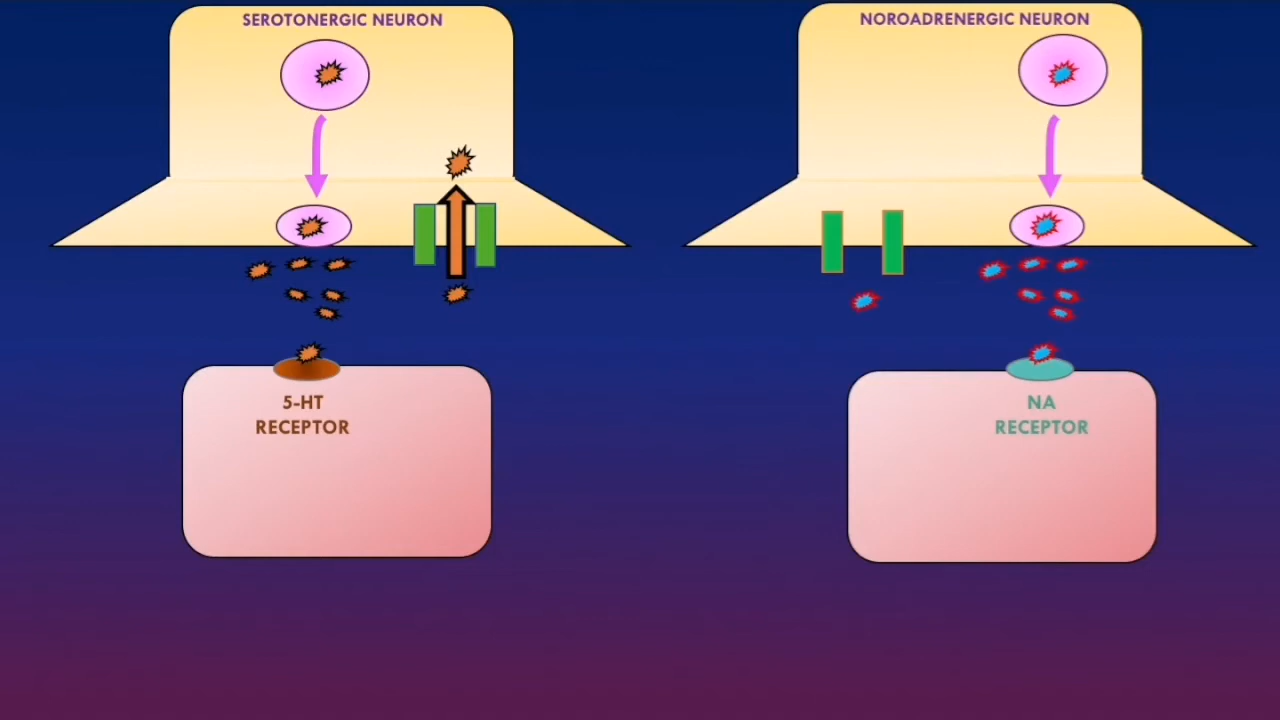 SEROTONERGIC NEURON
NOROADRENERGIC NEURON
5-HT
RECEPTOR
NA
RECEPTOR